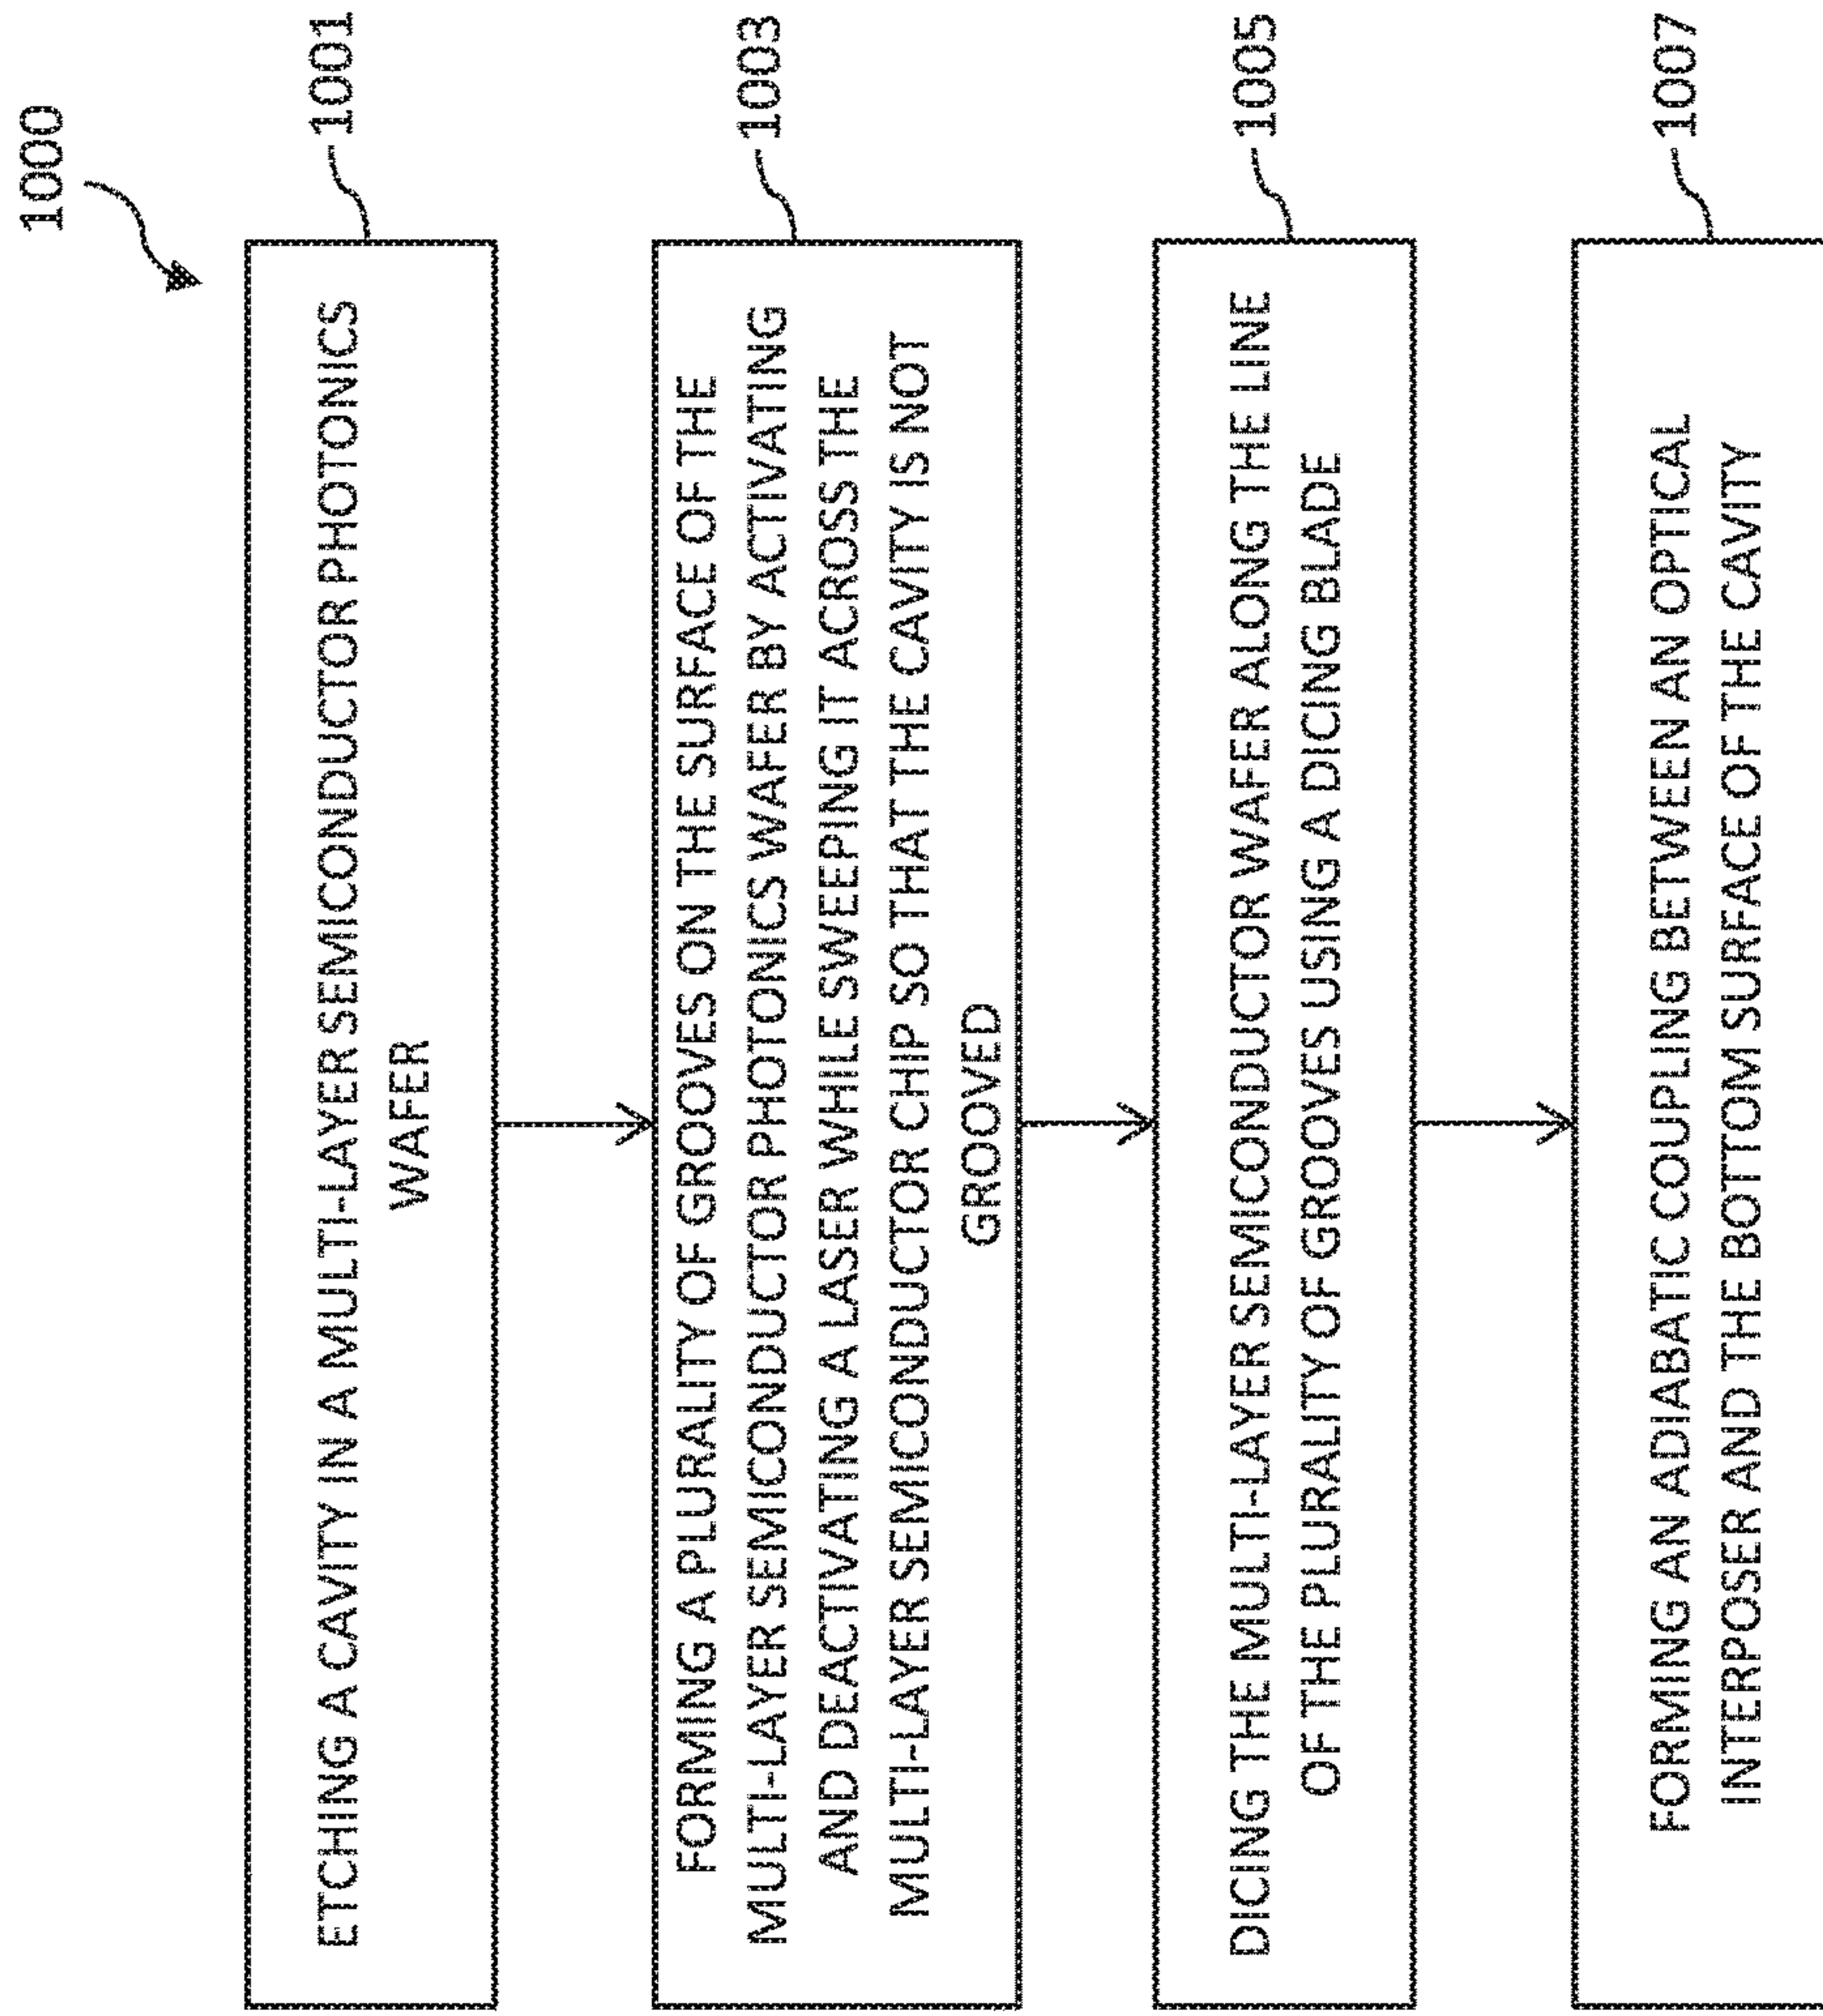 1000
ETCHING A CAVITY IN A MULTI-LAYER SEMICONDUCTOR PHOTONICS
WAFER
1001
FORMING A PLURALITY OF GROOVES ON THE SURFACE OF THE
MULTI-LAYER SEMICONDUCTOR PHOTONICS WAFER BY ACTIVATING
AND DEACTIVATING A LASER WHILE SWEEPING IT ACROSS THE
MULTI-LAYER SEMICONDUCTOR CHIP SO THAT THE CAVITY IS NOT
GROOVED
1003
DICING THE MULTI-LAYER SEMICONDUCTOR WAFER ALONG THE LINE
OF THE PLURALITY OF GROOVES USING A DICING BLADE
1005
FORMING AN ADIABATIC COUPLING BETWEEN AN OPTICAL
INTERPOSER AND THE BOTTOM SURFACE OF THE CAVITY
1007